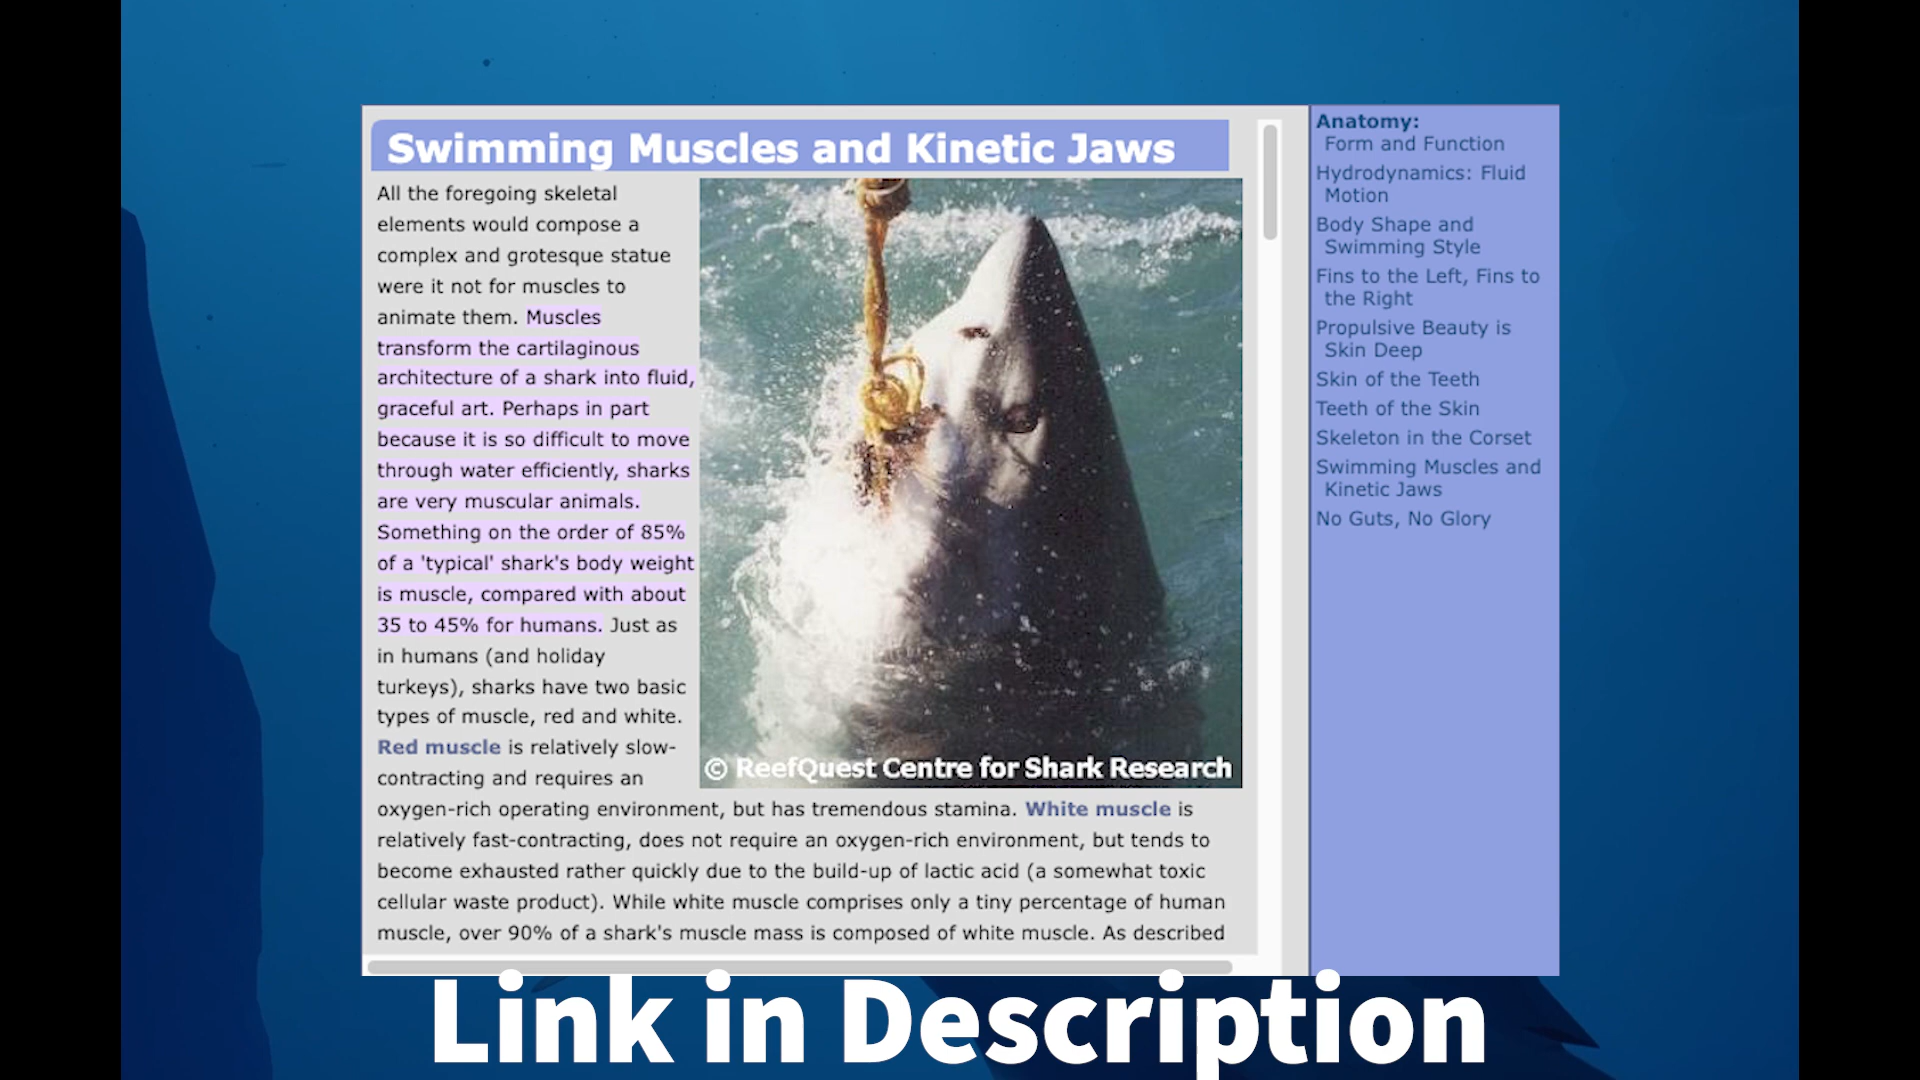 Swimming Muscles and Kinetic Jaws
All the foregoing skeletal
elements would compose a
complex and grotesque statue
were it not for muscles to
animate them. Muscles
transform the cartilaginous
architecture of a shark into fluid,
graceful art. Perhaps in part
because it is so difficult to move
through water efficiently, sharks
are very muscular animals.
Something on the order of 85%
of a 'typical' shark's body weight
is muscle, compared with about
35 to 45% for humans. Just as
in humans (and holiday
turkeys), sharks have two basic
types of muscle, red and white.
Red muscle is relatively slow-
contracting and requires an
oxygen-rich operating environment, but has tremendous stamina. White muscle is
relatively fast-contracting, does not require an oxygen-rich environment, but tends to
become exhausted rather quickly due to the build-up of lactic acid (a somewhat toxic
cellular waste product). While white muscle comprises only a tiny percentage of human
muscle, over 90% of a shark's muscle mass is composed of white muscle. As described
© ReefQuest Centre for Shark Research
Anatomy:
Form and Function
Hydrodynamics: Fluid
Motion
Body Shape and
Swimming Style
Fins to the Left, Fins to
the Right
Propulsive Beauty is
Skin Deep
Skin of the Teeth
Teeth of the Skin
Skeleton in the Corset
Swimming Muscles and
Kinetic Jaws
No Guts, No Glory
Link in Description